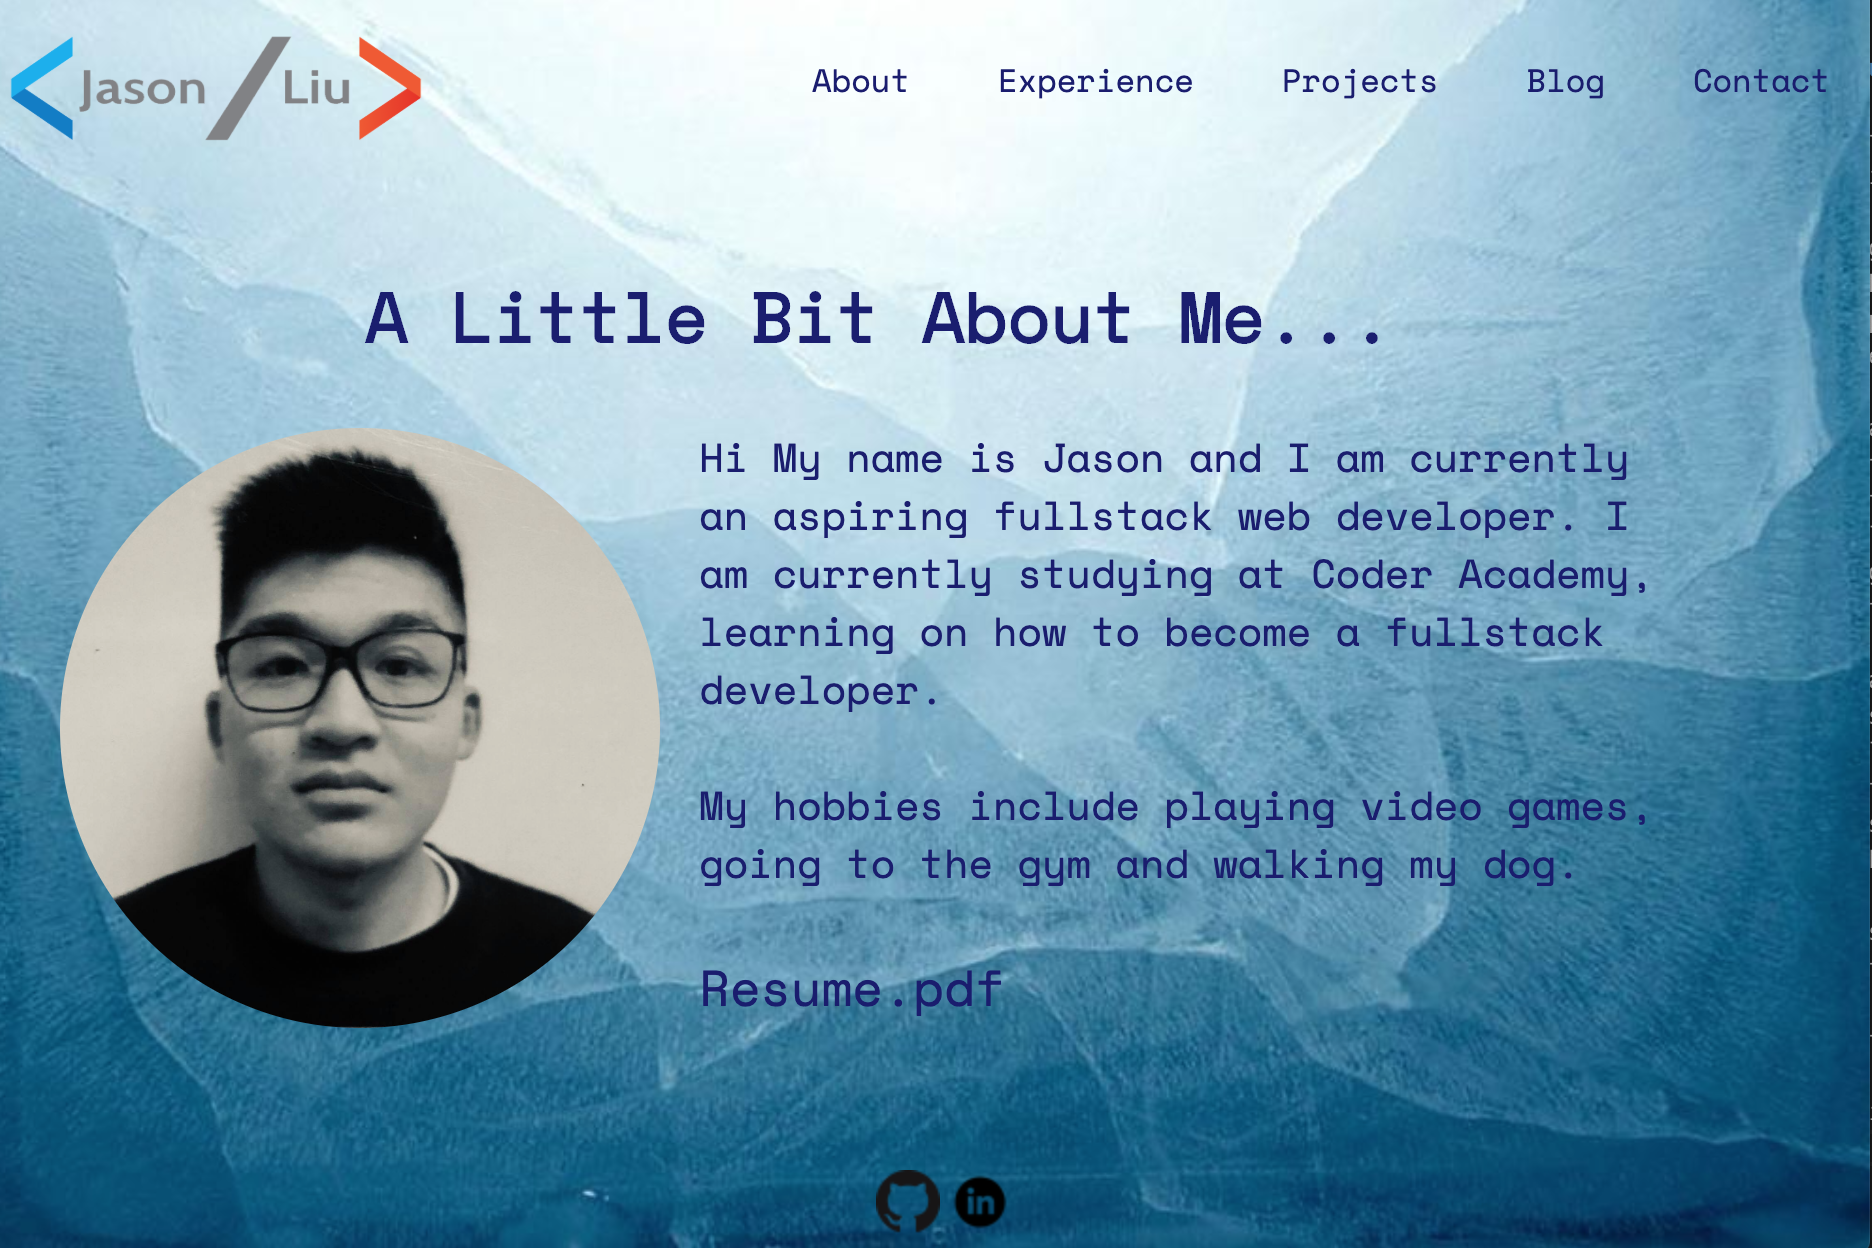 Jason / Liu
About Experience Projects Blog Contact
A Little Bit About Me...
Hi My name is Jason and I am currently
an aspiring fullstack web developer. I
am currently studying at Coder Academy,
learning on how to become a fullstack
developer.
My hobbies include playing video games,
going to the gym and walking my dog.
Resume.pdf
in